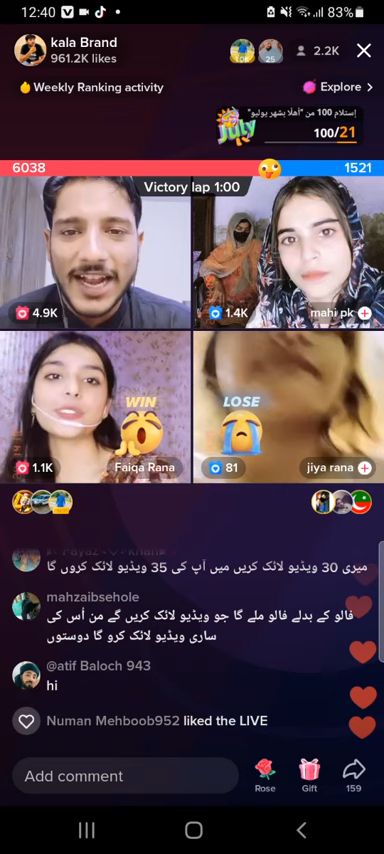 12:40
83%
kala Brand
961.2K likes
25
2.2K
Weekly Ranking activity
Explore
إستلام 100 من "أهلًا بشهر يوليو"
July
100/21
6038
1521
Victory lap 1:00
4.9K
1.4K
mahi pk
WIN
LOSE
1.1K
Faiqa Rana
81
jiya rana
میری 30 ویڈیو لائک کریں میں آپ کی 35 ویڈیو لائک کروں گا
mahzaibsehole
فالو کے بدلے فالو ملے گا جو ویڈیو لائک کریں گے من اُس کی
ساری ویڈیو لائک کرو گا دوستوں
@atif Baloch 943
hi
Numan Mehboob952 liked the LIVE
Add comment
Rose
Gift
159